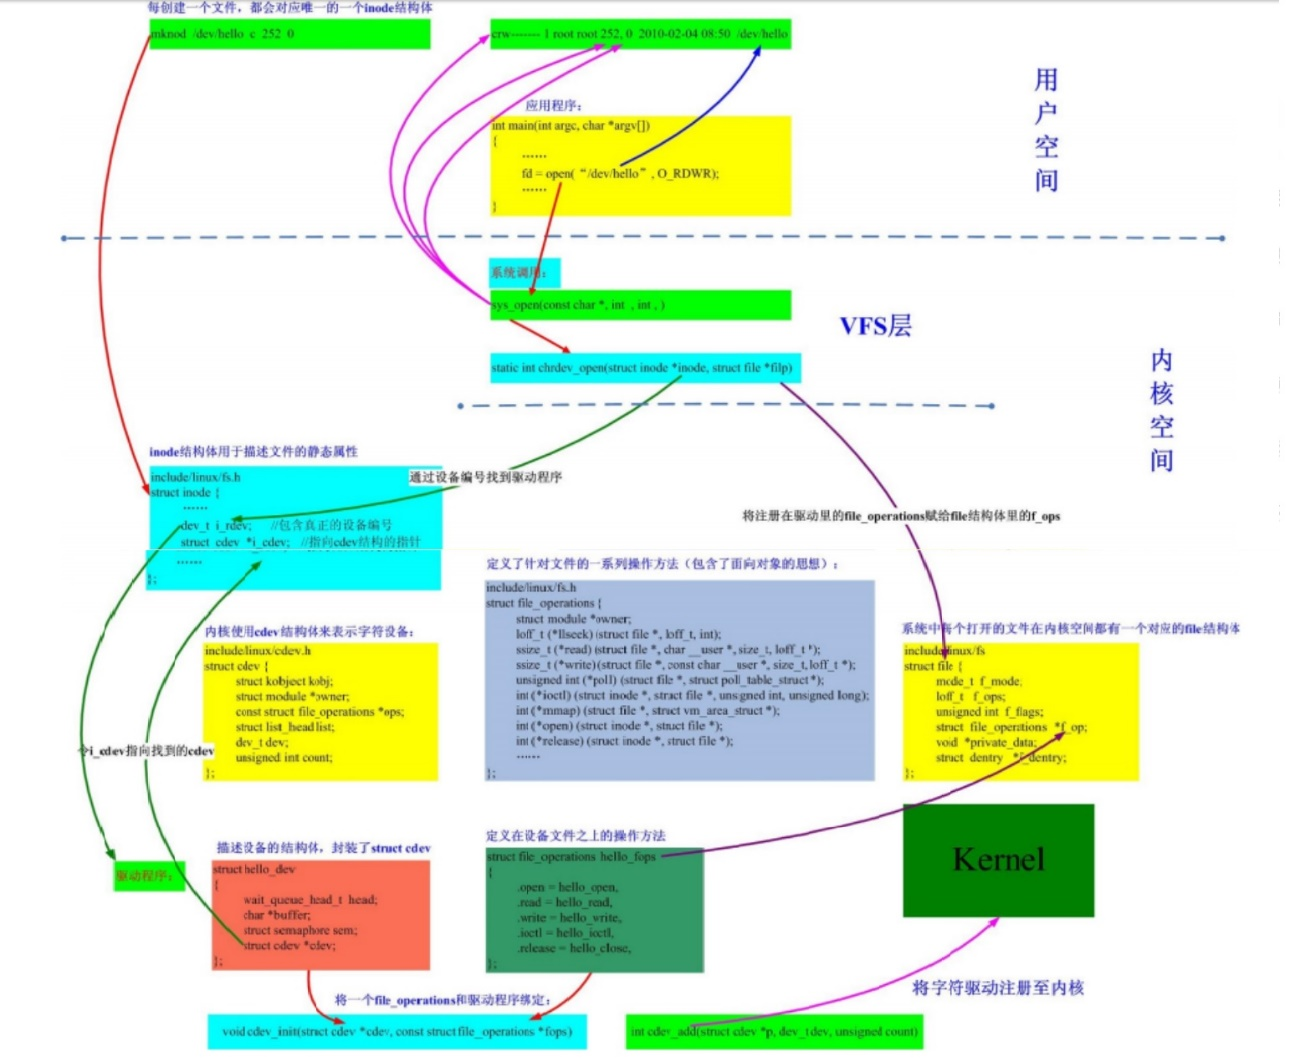 每创建一个文件，都会对应唯一的一个inode结构体
mknod /dev/hello c 252 0
crw------- 1 root root 252, 0 2010-02-04 08:50 /dev/hello
应用程序：
int main(int argc, char *argv[])
{
......
fd = open( “/dev/hello” , O_RDWR);
......
}
用户空间
系统调用：
sys_open(const char *, int , int , )
VFS层
static int chrdev_open(struct inode *inode, struct file *filp)
内核空间
inode结构体用于描述文件的静态属性
include/linux/fs.h
struct inode {
......
dev_t i_rdev; //包含真正的设备编号
struct cdev *i_cdev; //指向cdev结构的指针
......
};
通过设备编号找到驱动程序
将注册在驱动里的file_operations赋给file结构体里的f_ops
定义了针对文件的一系列操作方法（包含了面向对象的思想）：
include/linux/fs.h
struct file_operations {
struct module *owner;
loff_t (*llseek) (struct file *, loff_t, int);
ssize_t (*read) (struct file *, char __user *, size_t, loff_t *);
ssize_t (*write) (struct file *, const char __user *, size_t, loff_t *);
unsigned int (*poll) (struct file *, struct poll_table_struct *);
int (*ioctl) (struct inode *, struct file *, unsigned int, unsigned long);
int (*mmap) (struct file *, struct vm_area_struct *);
int (*open) (struct inode *, struct file *);
int (*release) (struct inode *, struct file *);
......
};
内核使用cdev结构体来表示字符设备：
include/linux/cdev.h
struct cdev {
struct kobject kobj;
struct module *owner;
const struct file_operations *ops;
struct list_head list;
dev_t dev;
unsigned int count;
};
令i_cdev指向找到的cdev
系统中每个打开的文件在内核空间都有一个对应的file结构体
include/linux/fs
struct file {
mode_t f_mode;
loff_t f_ops;
unsigned int f_flags;
struct file_operations *f_op;
void *private_data;
struct dentry *f_dentry;
};
驱动程序：
描述设备的结构体，封装了struct cdev
struct hello_dev
{
wait_queue_head_t head;
char *buffer;
struct semaphore sem;
struct cdev *cdev;
};
定义在设备文件之上的操作方法
struct file_operations hello_fops
{
.open = hello_open,
.read = hello_read,
.write = hello_write,
.ioctl = hello_ioctl,
.release = hello_close,
};
Kernel
将一个file_operations和驱动程序绑定：
void cdev_init(struct cdev *cdev, const struct file_operations *fops)
将字符驱动注册至内核
int cdev_add(struct cdev *p, dev_t dev, unsigned count)